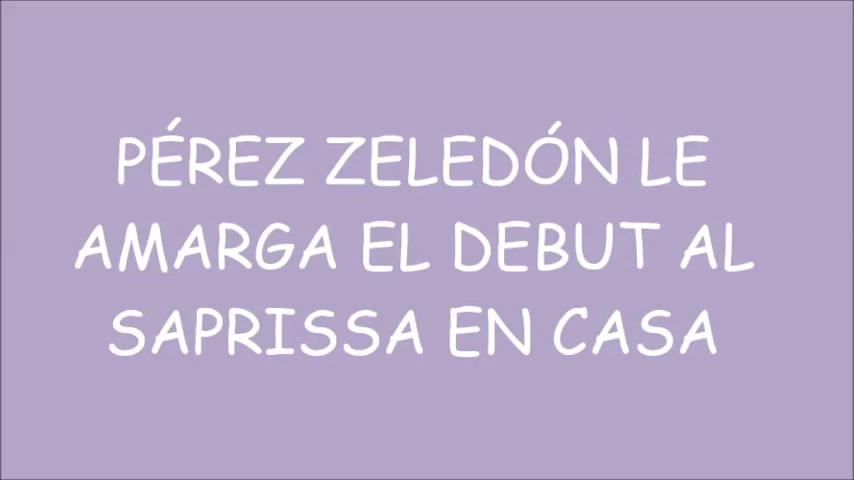 PÉREZ ZELEDÓN LE
AMARGA EL DEBUT AL
SAPRISSA EN CASA